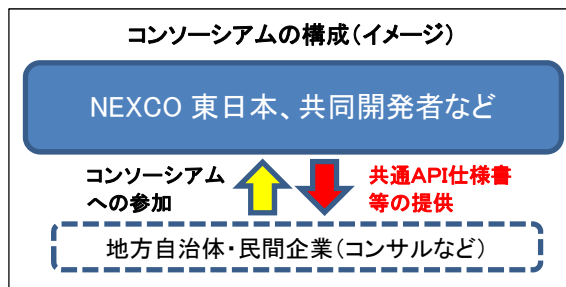 コンソーシアムの構成(イメージ)
NEXCO 東日本、共同開発者など
コンソーシアム
への参加
共通API仕様書
等の提供
地方自治体・民間企業(コンサルなど)